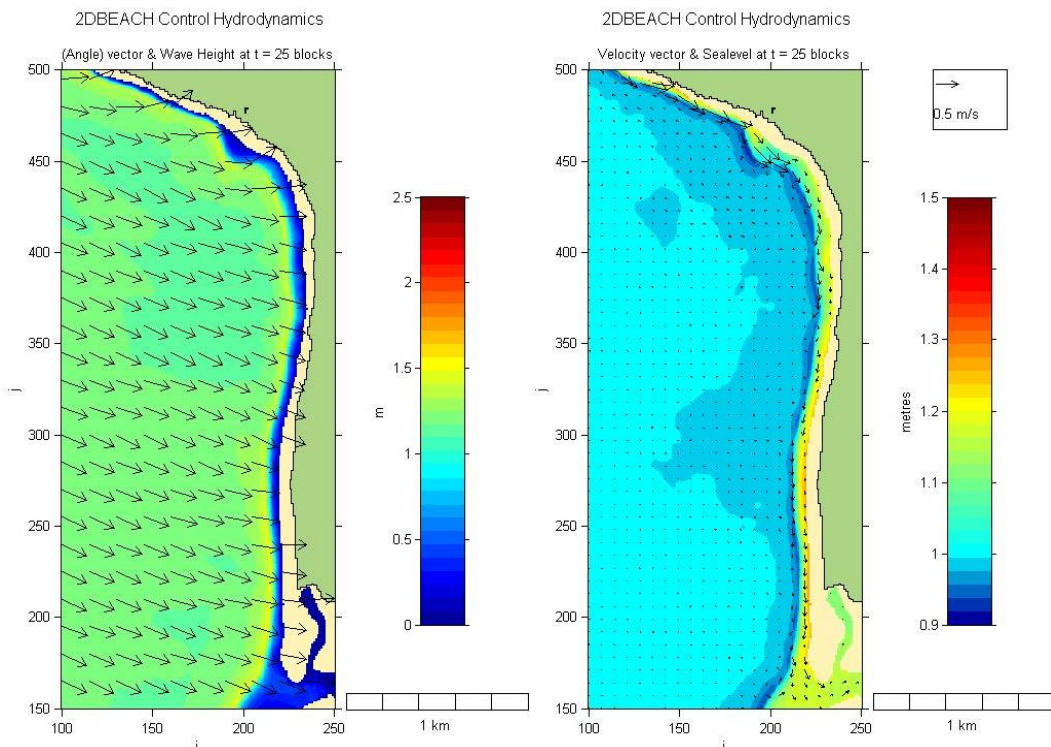 2DBEACH Control Hydrodynamics
(Angle) vector & Wave Height at t = 25 blocks
500
450
400
350
300
250
200
150
j
100
150
200
250
i
r
2.5
2
1.5
1
0.5
0
m
1 km
2DBEACH Control Hydrodynamics
Velocity vector & Sealevel at t = 25 blocks
500
450
400
350
300
250
200
150
j
100
150
200
250
i
r
0.5 m/s
1.5
1.4
1.3
1.2
1.1
1
0.9
metres
1 km